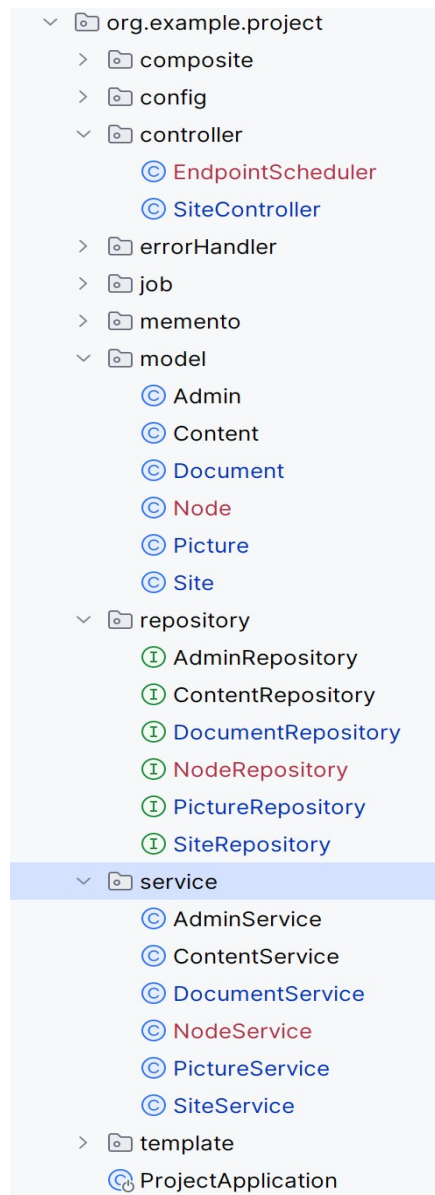 org.example.project
composite
config
controller
EndpointScheduler
SiteController
errorHandler
job
memento
model
Admin
Content
Document
Node
Picture
Site
repository
AdminRepository
ContentRepository
DocumentRepository
NodeRepository
PictureRepository
SiteRepository
service
AdminService
ContentService
DocumentService
NodeService
PictureService
SiteService
template
ProjectApplication